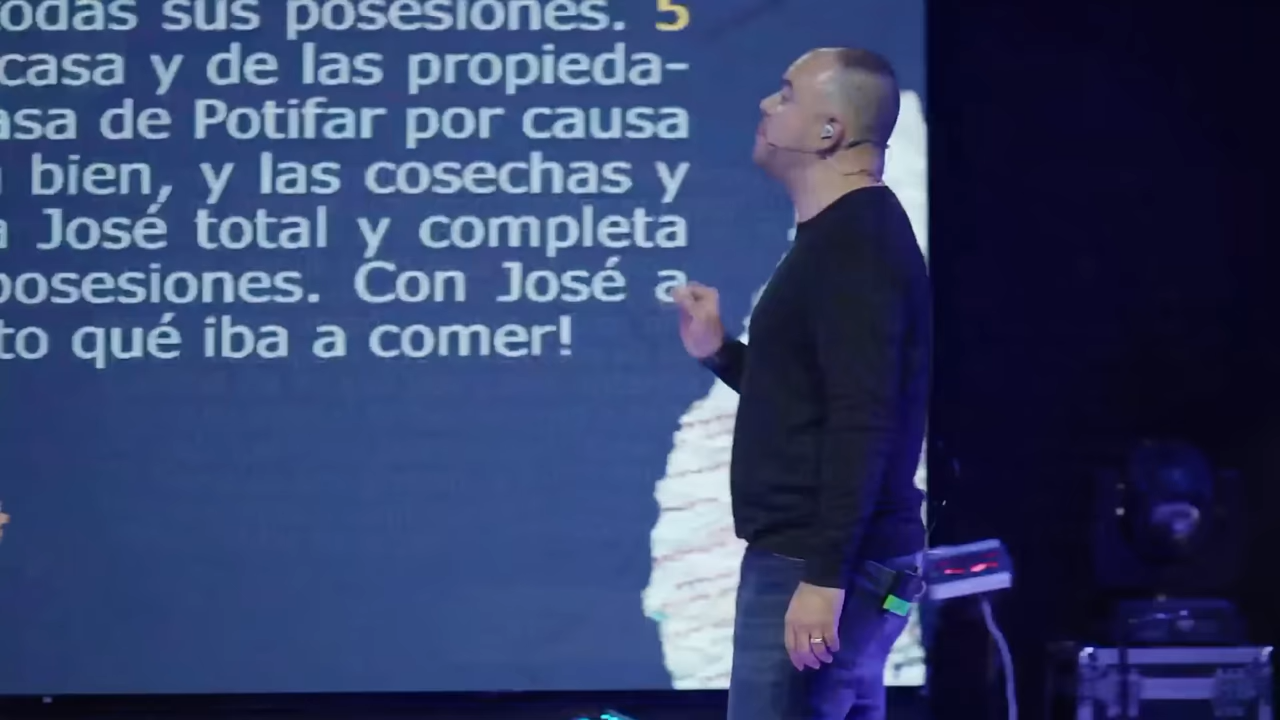 todas sus posesiones. 5
casa y de las propieda-
asa de Potifar por causa
bien, y las cosechas y
a José total y completa
posesiones. Con José a
to qué iba a comer!